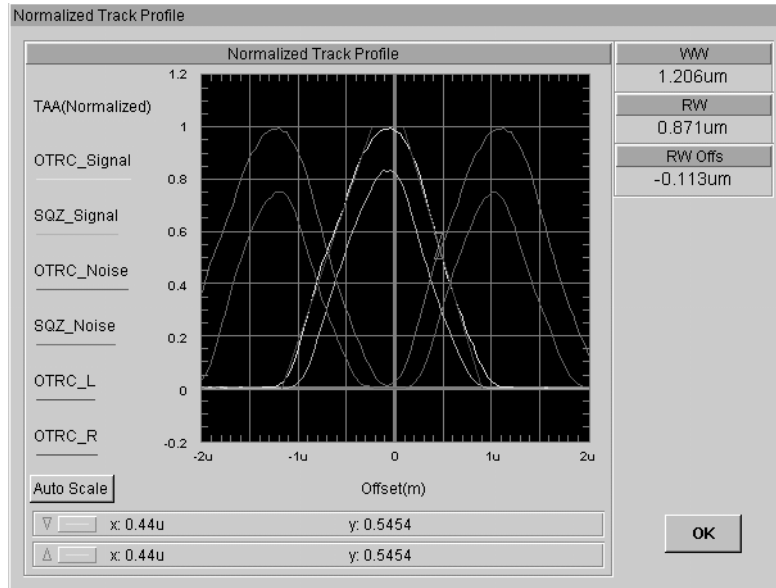 Normalized Track Profile
Normalized Track Profile
WW
1.206um
RW
0.871um
RW Offs
-0.113um
TAA(Normalized)
OTRC_Signal
SQZ_Signal
OTRC_Noise
SQZ_Noise
OTRC_L
OTRC_R
1.2
1
0.8
0.6
0.4
0.2
0
-0.2
-2u -1u 0 1u 2u
Offset(m)
Auto Scale
x: 0.44u y: 0.5454
x: 0.44u y: 0.5454
OK